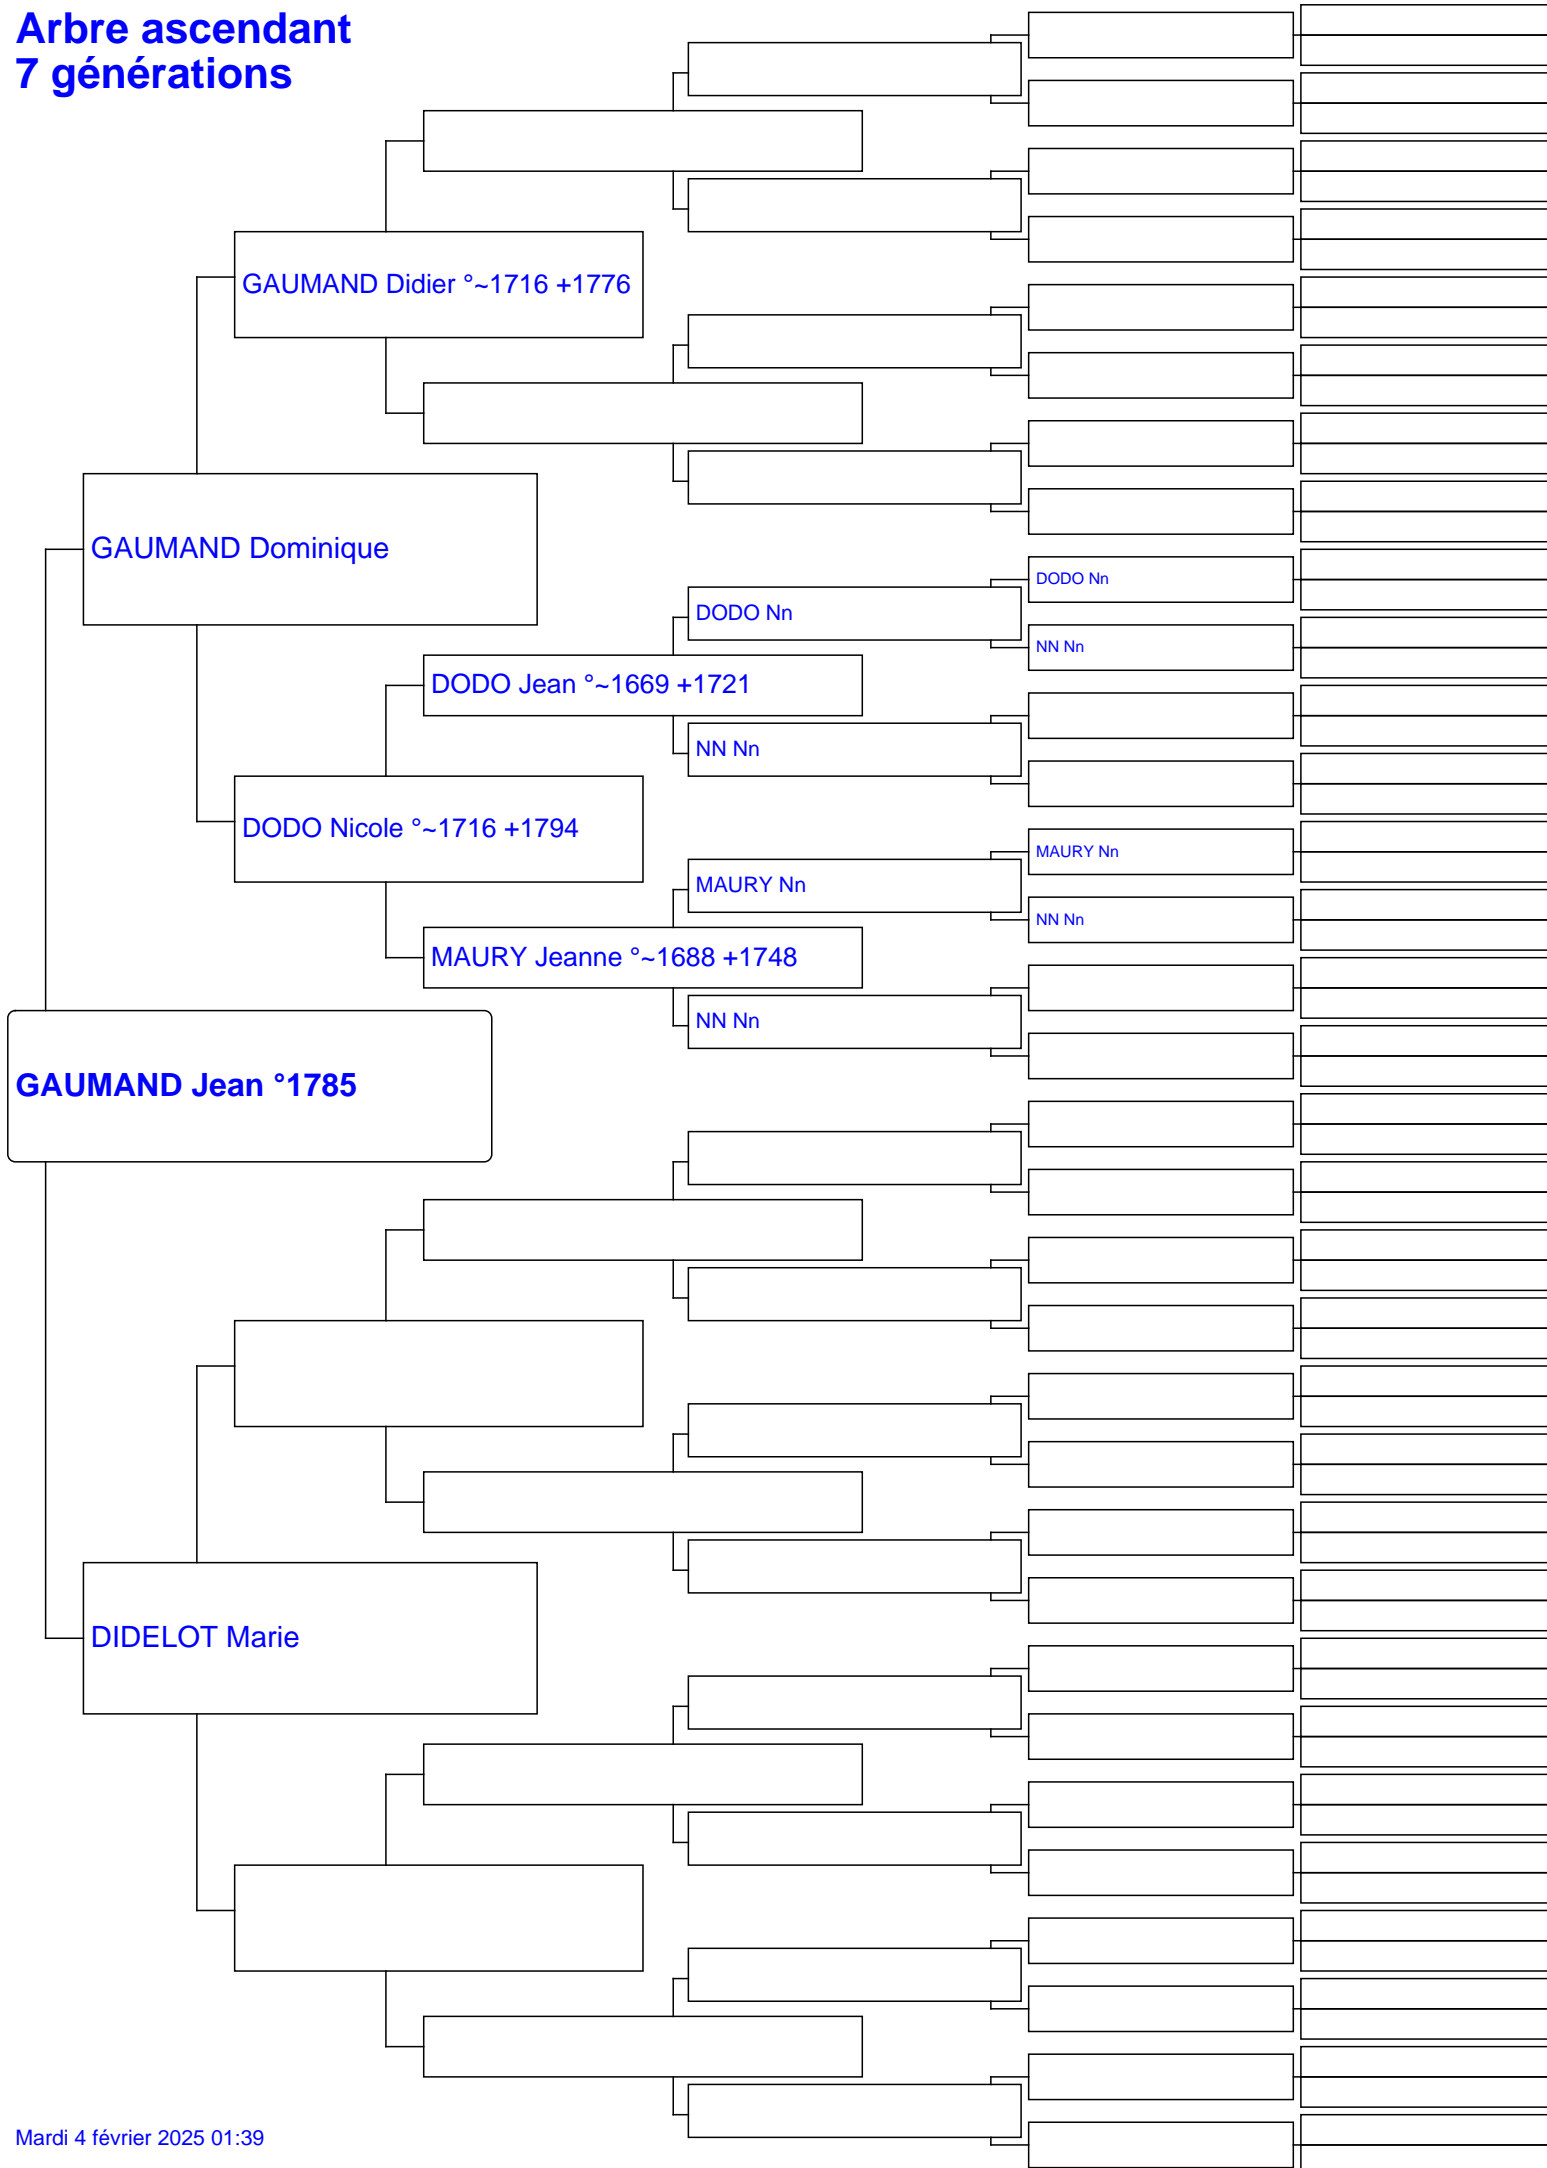 Arbre ascendant
7 générations
GAUMAND Didier °~1716 +1776
GAUMAND Dominique
DODO Nn
DODO Nn
NN Nn
DODO Jean °~1669 +1721
NN Nn
DODO Nicole °~1716 +1794
MAURY Nn
MAURY Nn
NN Nn
MAURY Jeanne °~1688 +1748
NN Nn
GAUMAND Jean °1785
DIDELOT Marie
Mardi 4 février 2025 01:39